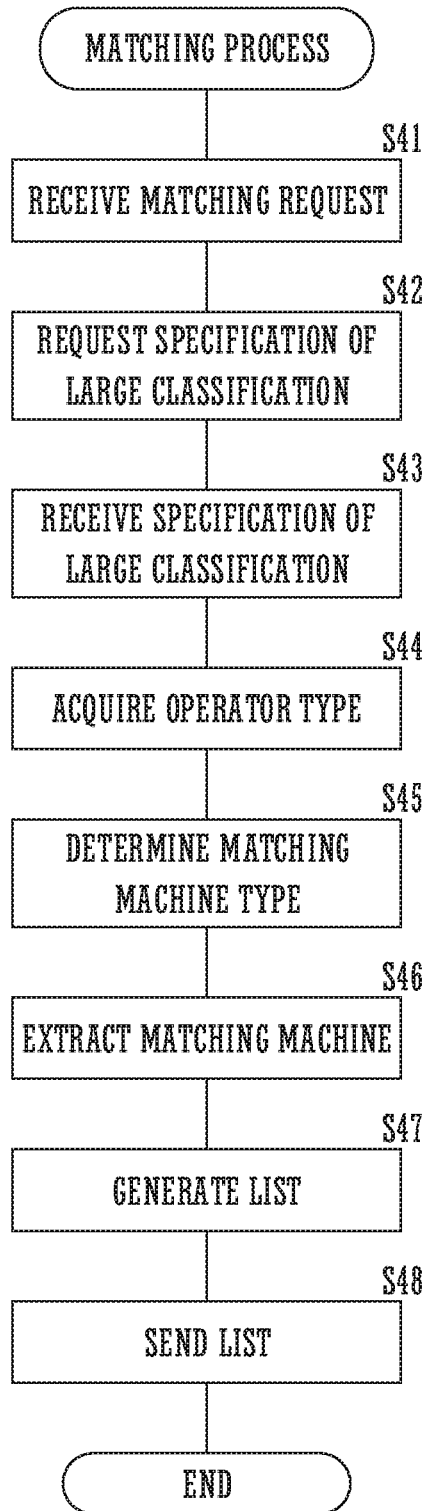 MATCHING PROCESS
S41
RECEIVE MATCHING REQUEST
S42
REQUEST SPECIFICATION OF
LARGE CLASSIFICATION
S43
RECEIVE SPECIFICATION OF
LARGE CLASSIFICATION
S44
ACQUIRE OPERATOR TYPE
S45
DETERMINE MATCHING
MACHINE TYPE
S46
EXTRACT MATCHING MACHINE
S47
GENERATE LIST
S48
SEND LIST
END